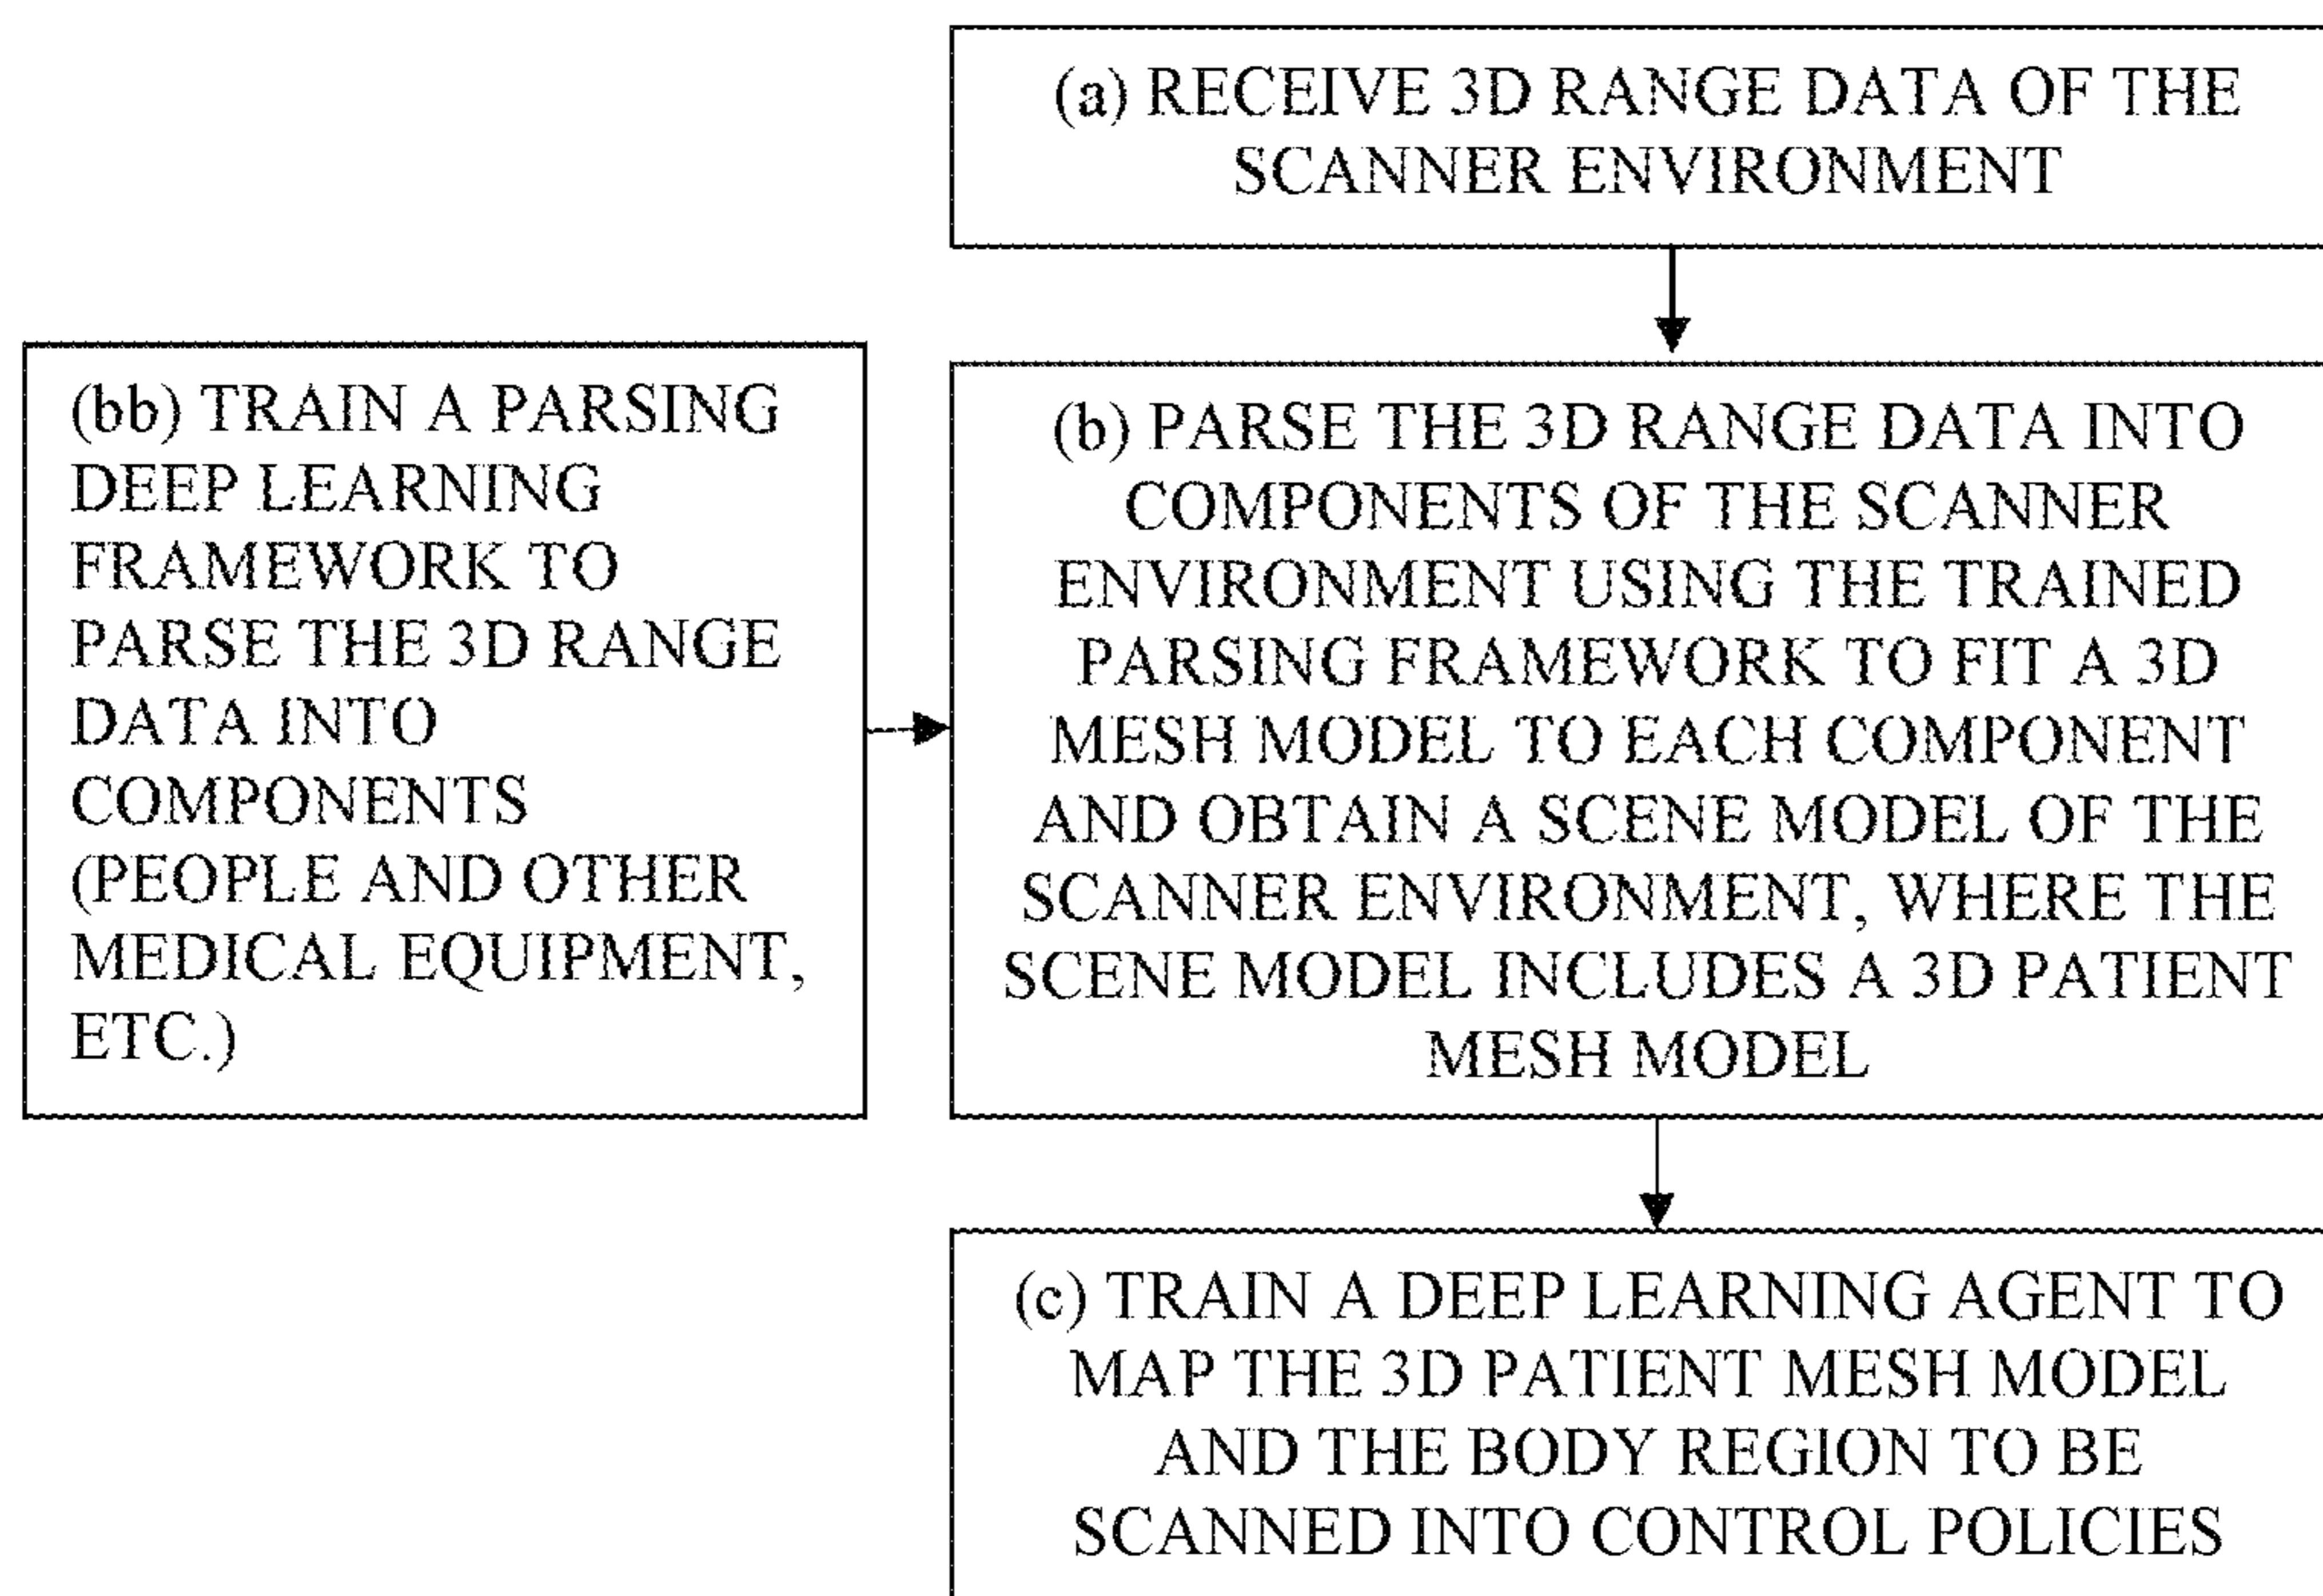 (a) RECEIVE 3D RANGE DATA OF THE
SCANNER ENVIRONMENT
(bb) TRAIN A PARSING
DEEP LEARNING
FRAMEWORK TO
PARSE THE 3D RANGE
DATA INTO
COMPONENTS
(PEOPLE AND OTHER
MEDICAL EQUIPMENT,
ETC.)
(b) PARSE THE 3D RANGE DATA INTO
COMPONENTS OF THE SCANNER
ENVIRONMENT USING THE TRAINED
PARSING FRAMEWORK TO FIT A 3D
MESH MODEL TO EACH COMPONENT
AND OBTAIN A SCENE MODEL OF THE
SCANNER ENVIRONMENT, WHERE THE
SCENE MODEL INCLUDES A 3D PATIENT
MESH MODEL
(c) TRAIN A DEEP LEARNING AGENT TO
MAP THE 3D PATIENT MESH MODEL
AND THE BODY REGION TO BE
SCANNED INTO CONTROL POLICIES